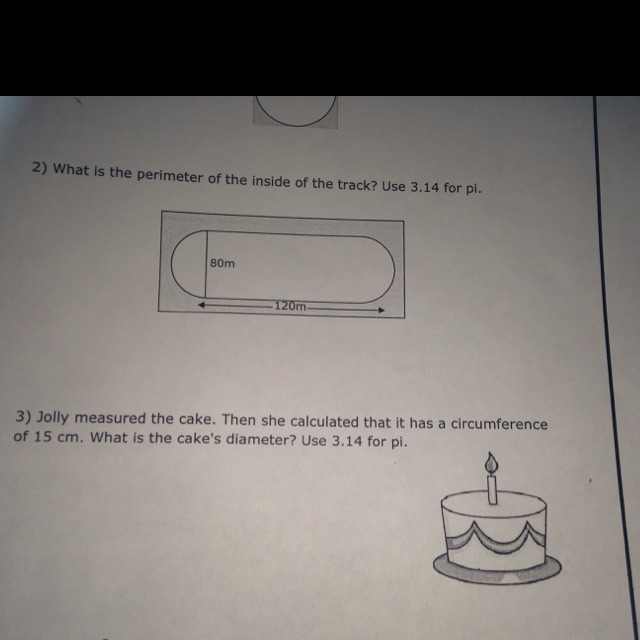 2) What is the perimeter of the inside of the track? Use 3.14 for pi.
80m
120m
3) Jolly measured the cake. Then she calculated that it has a circumference
of 15 cm. What is the cake's diameter? Use 3.14 for pi.